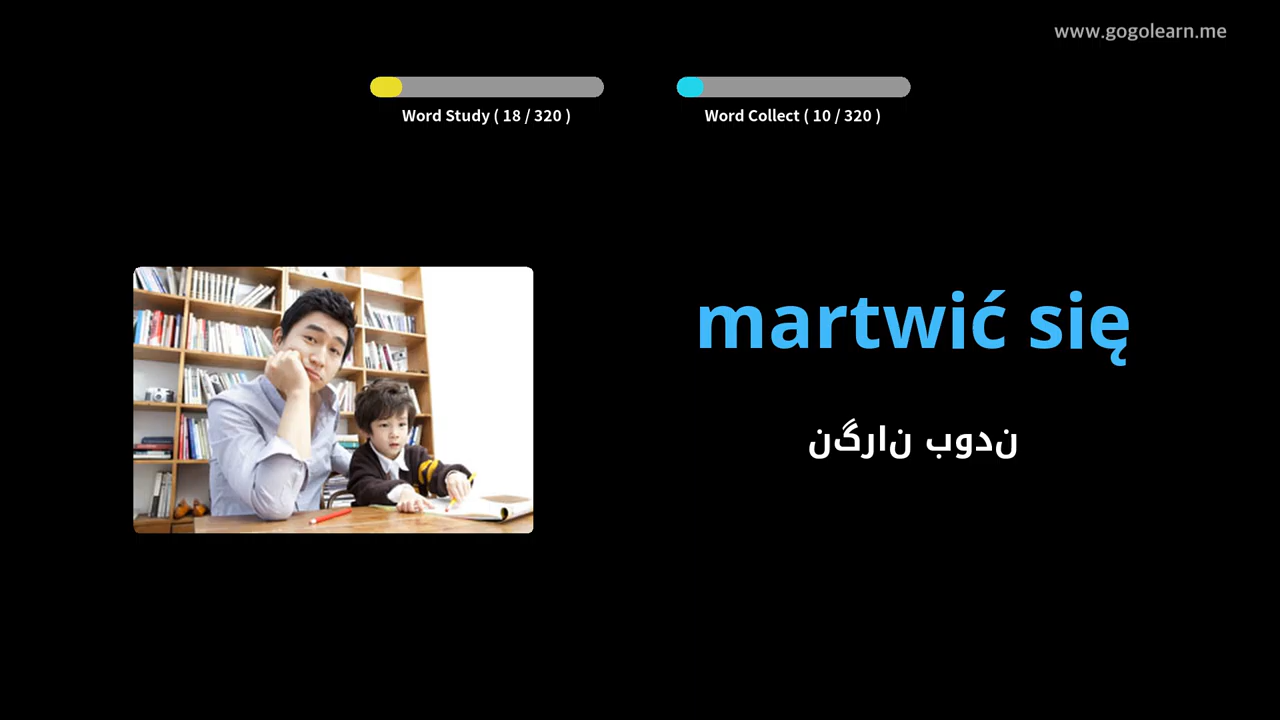 www.gogolearn.me
Word Study ( 18 / 320 )
Word Collect ( 10 / 320 )
martwić się
نگران بودن